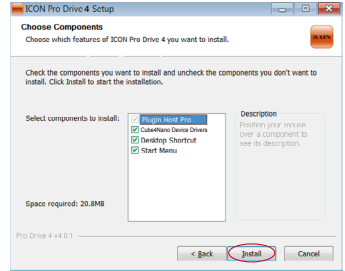 ICON Pro Drive 4 Setup
Choose Components
Choose which features of ICON Pro Drive 4 you want to install.
ICON
Check the components you want to install and uncheck the components you don't want to
install. Click Install to start the installation.
Select components to install:
Plugin Host Pro
Cube4Nano Device Drivers
Desktop Shortcut
Start Menu
Description
Position your mouse
over a component to
see its description.
Space required: 20.8MB
Pro Drive 4 v4.0.1
< Back
Install
Cancel